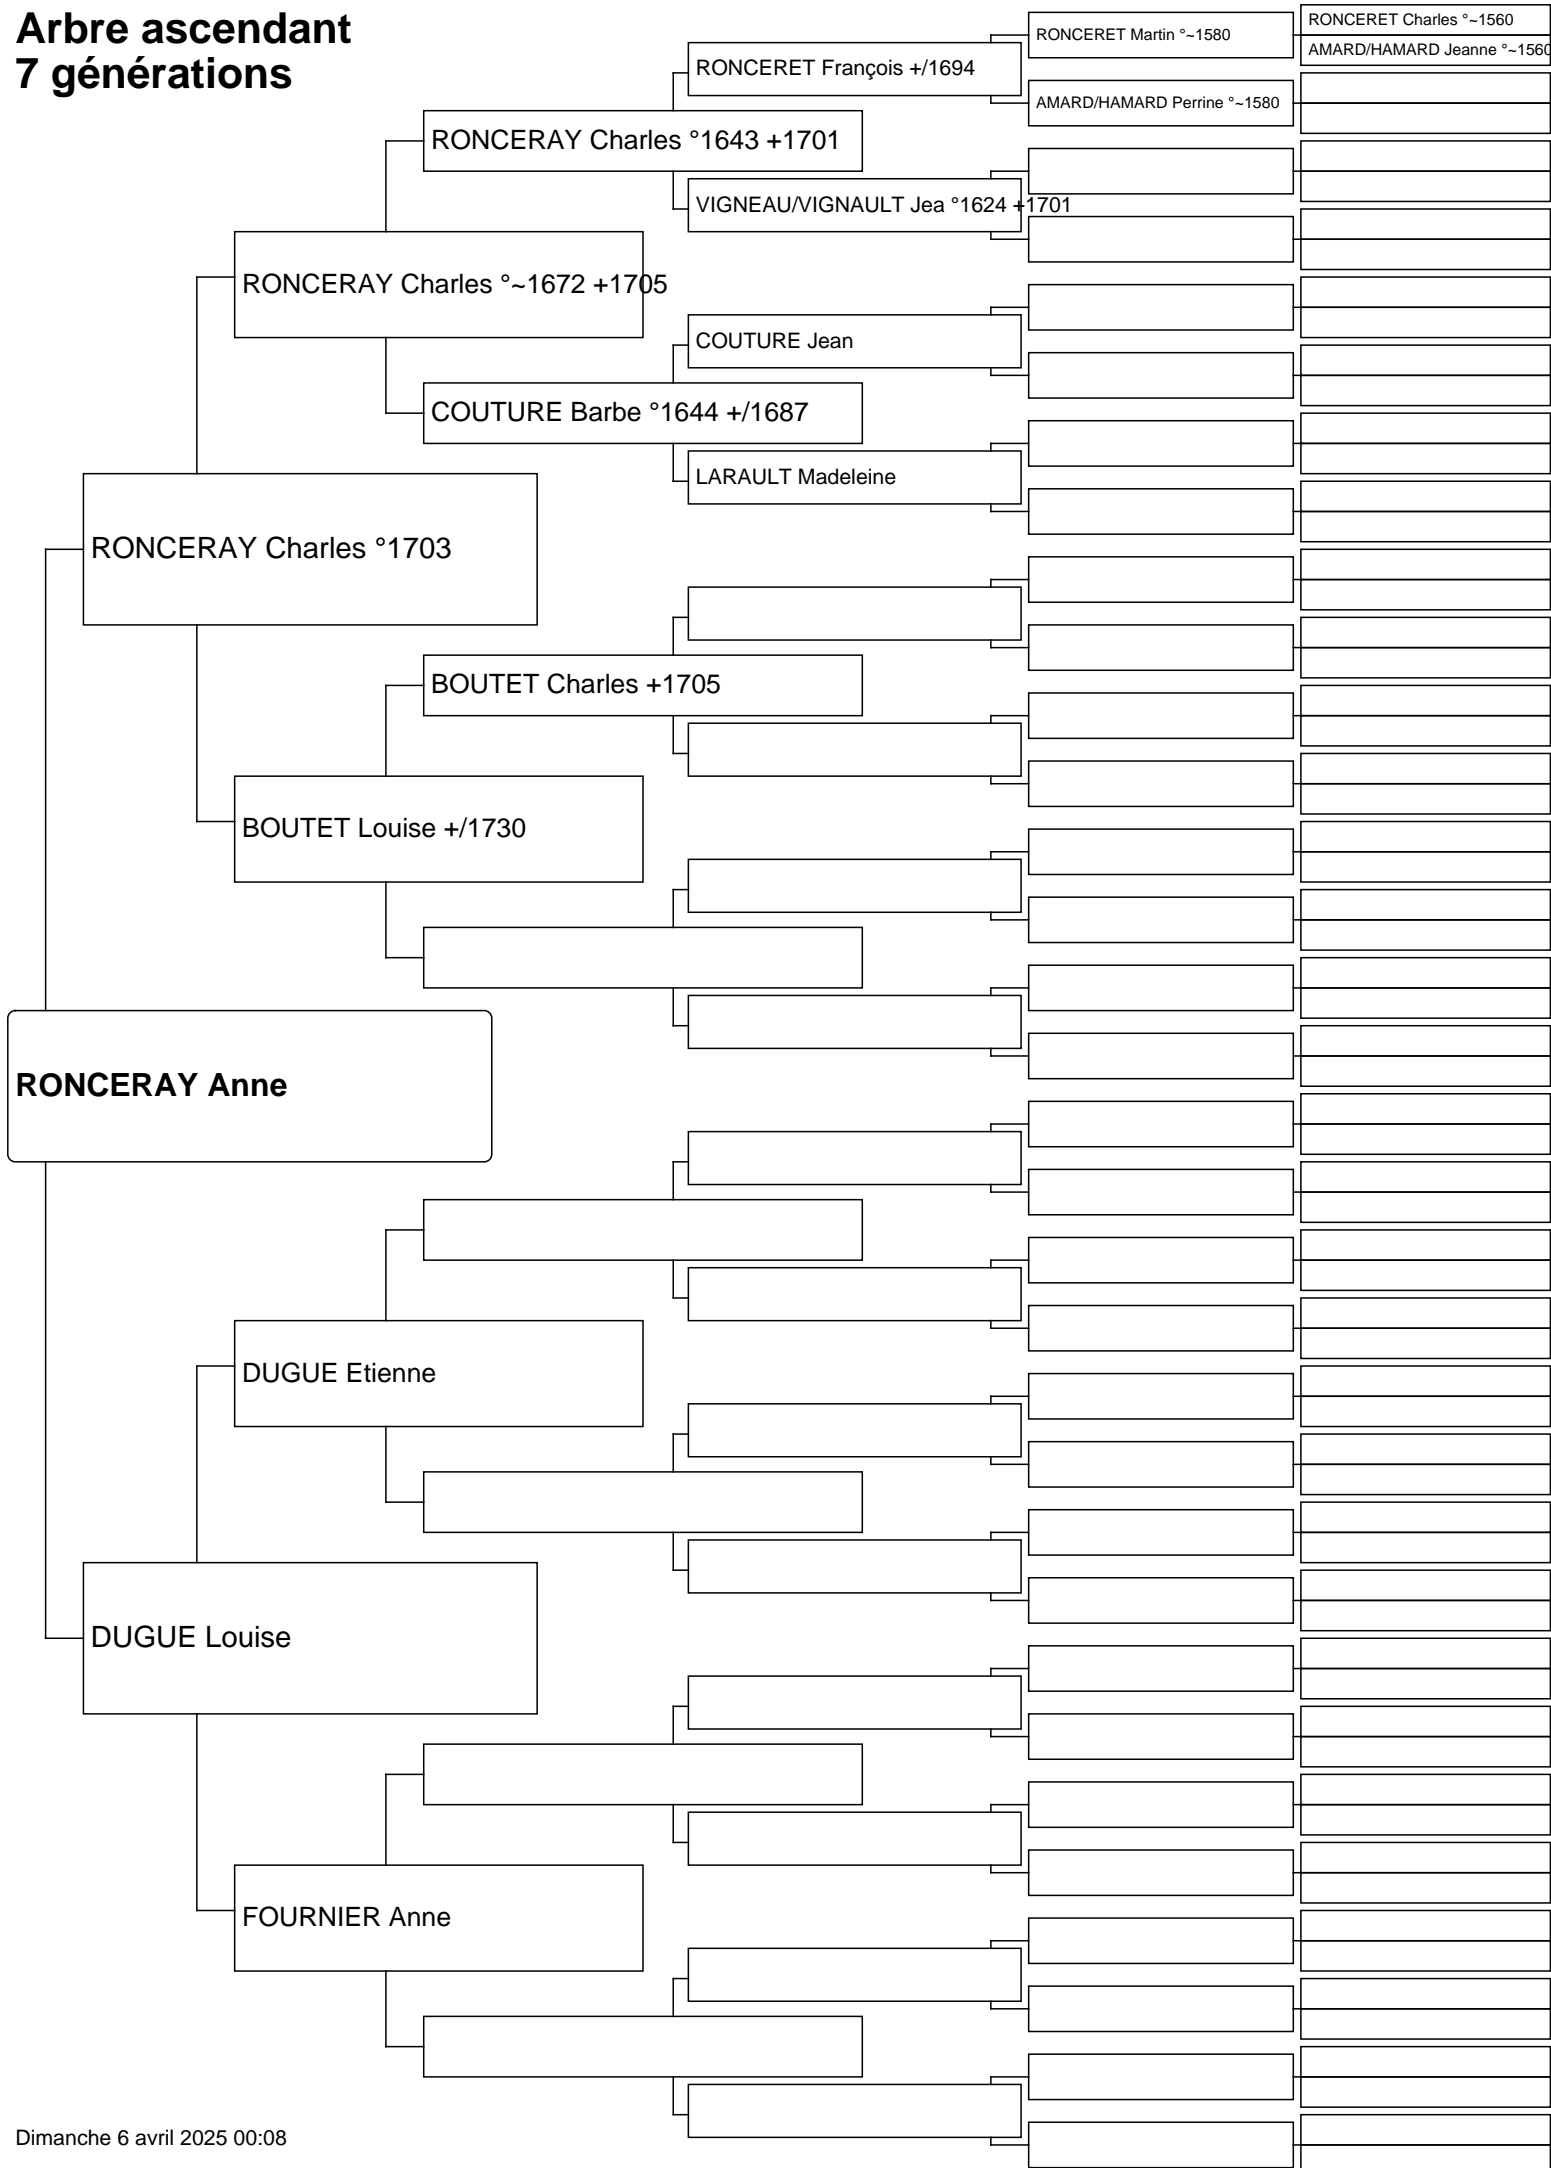 Arbre ascendant
7 générations
RONCERET Charles °~1560
RONCERET Martin °~1580
AMARD/HAMARD Jeanne °~1560
RONCERET François +/1694
AMARD/HAMARD Perrine °~1580
RONCERAY Charles °1643 +1701
VIGNEAU/VIGNAULT Jea °1624 +1701
RONCERAY Charles °~1672 +1705
COUTURE Jean
COUTURE Barbe °1644 +/1687
LARAULT Madeleine
RONCERAY Charles °1703
BOUTET Charles +1705
BOUTET Louise +/1730
RONCERAY Anne
DUGUE Etienne
DUGUE Louise
FOURNIER Anne
Dimanche 6 avril 2025 00:08